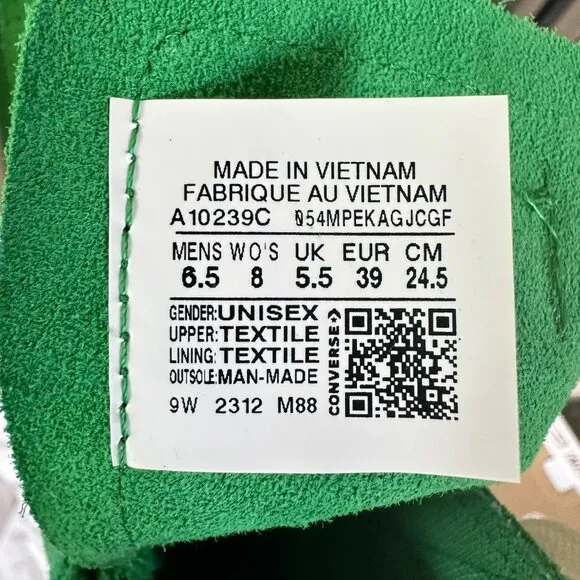 MADE IN VIETNAM
FABRIQUE AU VIETNAM
A10239C 054MPEKAGJCGF
MENS WO'S UK EUR CM
6.5 8 5.5 39 24.5
GENDER:UNISEX
UPPER:TEXTILE
LINING:TEXTILE
OUTSOLE:MAN-MADE
9W 2312 M88
CONVERSE